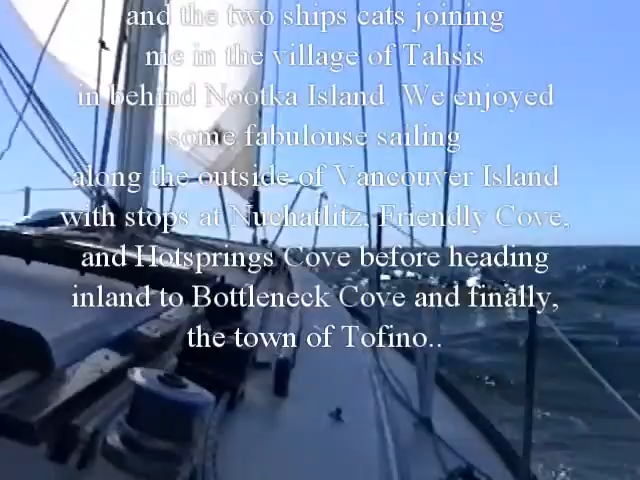 and the two ships cats joining
me in the village of Tahsis
in behind Nootka Island. We enjoyed
some fabulouse sailing
along the outside of Vancouver Island
with stops at Nuchatlitz, Friendly Cove,
and Hotsprings Cove before heading
inland to Bottleneck Cove and finally,
the town of Tofino..